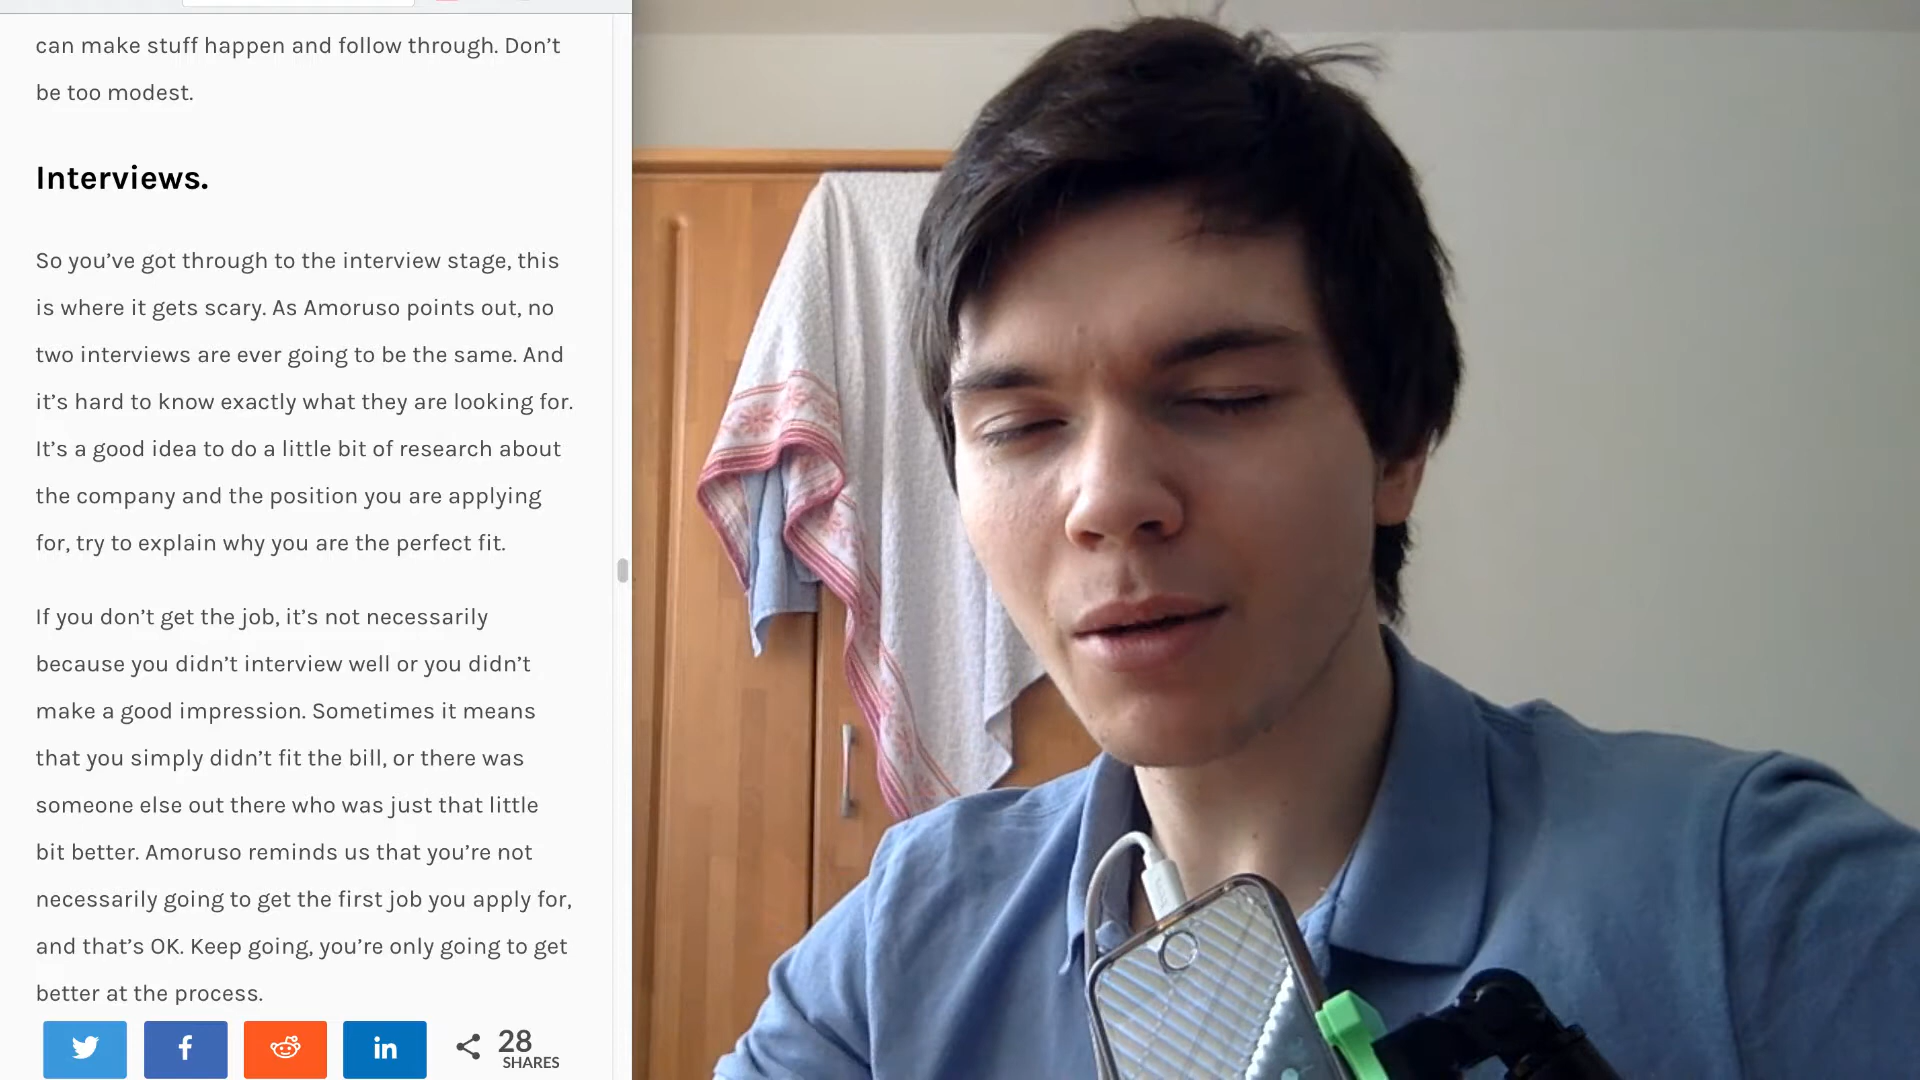 can make stuff happen and follow through. Don’t
be too modest.
Interviews.
So you’ve got through to the interview stage, this
is where it gets scary. As Amoruso points out, no
two interviews are ever going to be the same. And
it’s hard to know exactly what they are looking for.
It’s a good idea to do a little bit of research about
the company and the position you are applying
for, try to explain why you are the perfect fit.
If you don’t get the job, it’s not necessarily
because you didn’t interview well or you didn’t
make a good impression. Sometimes it means
that you simply didn’t fit the bill, or there was
someone else out there who was just that little
bit better. Amoruso reminds us that you’re not
necessarily going to get the first job you apply for,
and that’s OK. Keep going, you’re only going to get
better at the process.
28
SHARES